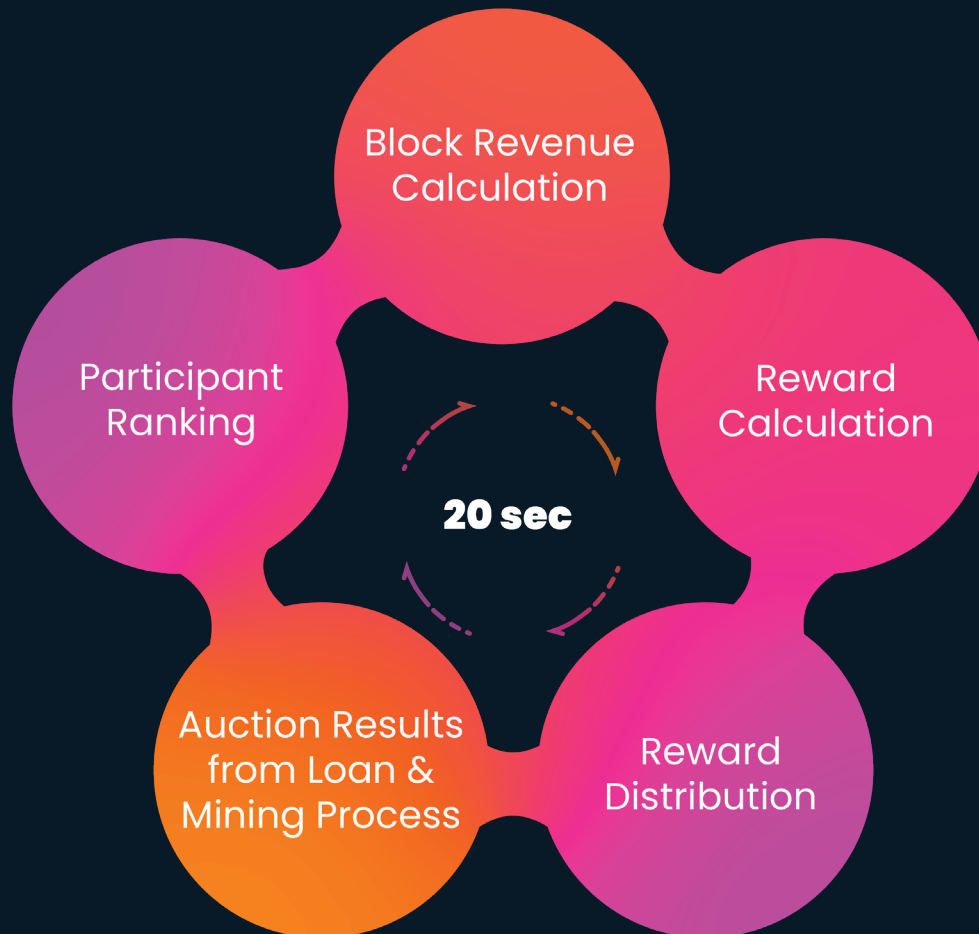 Block Revenue
Calculation
Participant
Ranking
Reward
Calculation
20 sec
Auction Results
from Loan &
Mining Process
Reward
Distribution